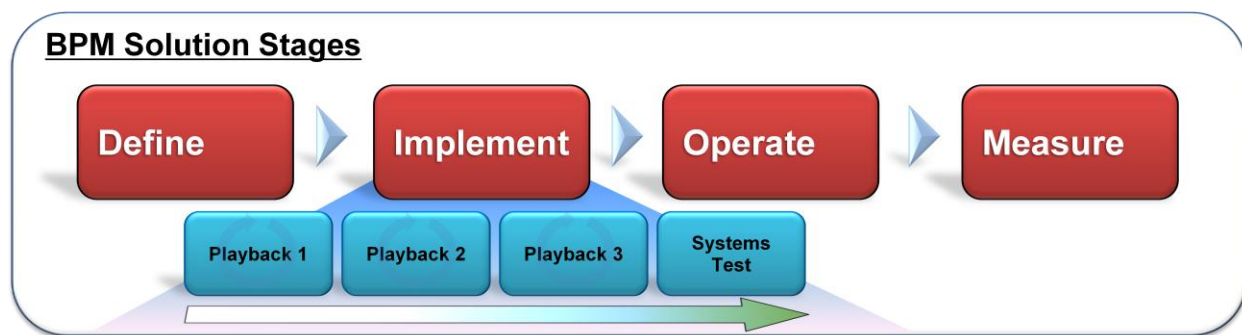 BPM Solution Stages
Define
Implement
Operate
Measure
Playback 1
Playback 2
Playback 3
Systems
Test